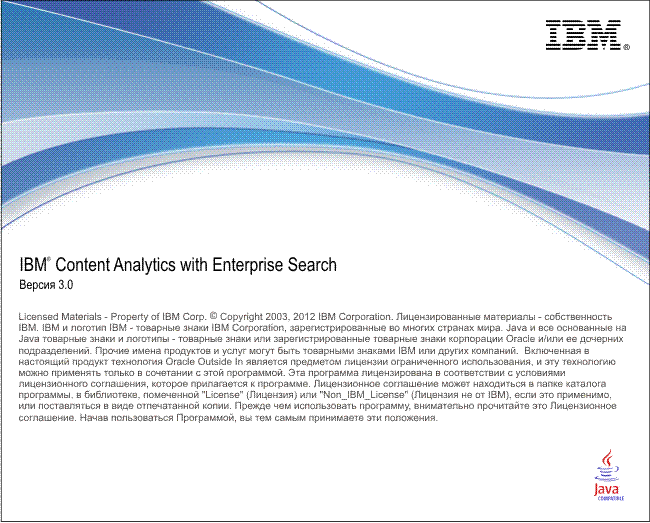 IBM®
IBM® Content Analytics with Enterprise Search
Версия 3.0
Licensed Materials - Property of IBM Corp. © Copyright 2003, 2012 IBM Corporation. Лицензированные материалы - собственность
IBM. IBM и логотип IBM - товарные знаки IBM Corporation, зарегистрированные во многих странах мира. Java и все основанные на
Java товарные знаки и логотипы - товарные знаки или зарегистрированные товарные знаки корпорации Oracle и/или ее дочерних
подразделений. Прочие имена продуктов и услуг могут быть товарными знаками IBM или других компаний. Включенная в
настоящий продукт технология Oracle Outside In является предметом лицензии ограниченного использования, и эту технологию
можно применять только в сочетании с этой программой. Эта программа лицензирована в соответствии с условиями
лицензионного соглашения, которое прилагается к программе. Лицензионное соглашение может находиться в папке каталога
программы, в библиотеке, помеченной "License" (Лицензия) или "Non_IBM_License" (Лицензия не от IBM), если это применимо,
или поставляться в виде отпечатанной копии. Прежде чем использовать программу, внимательно прочитайте это Лицензионное
соглашение. Начав пользоваться Программой, вы тем самым принимаете эти положения.
Java
COMPATIBLE